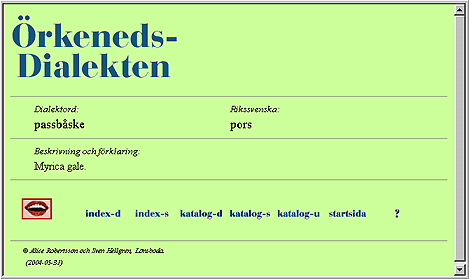 Örkeneds-
Dialekten
Dialektord: Rikssvenska:
passbåske pors
Beskrivning och förklaring:
Myrica gale.
index-d index-s katalog-d katalog-s katalog-u startsida ?
© Alice Robertsson och Sven Hellgren, Lönsboda.
(2004-05-31)